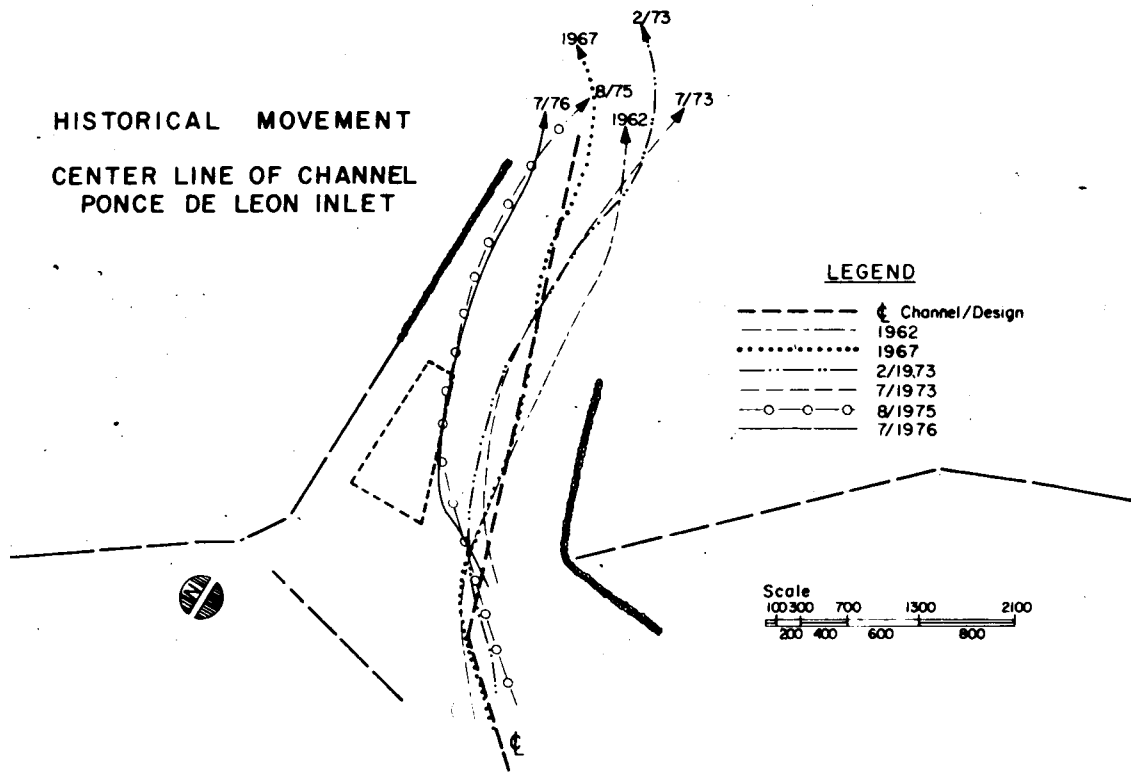 HISTORICAL MOVEMENT
CENTER LINE OF CHANNEL
PONCE DE LEON INLET
1967
2/73
7/76
8/75
1962
7/73
LEGEND
℄ Channel/Design
1962
1967
2/1973
7/1973
8/1975
7/1976
N
Scale
100 300 700 1300 2100
200 400 600 800
℄